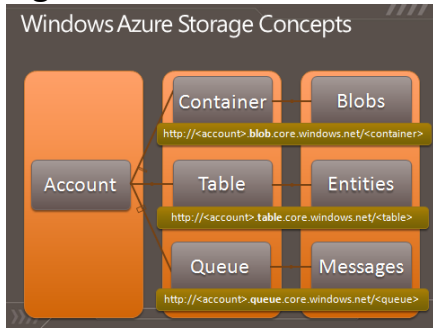 Windows Azure Storage Concepts
Container
Blobs
http://<account>.blob.core.windows.net/<container>
Account
Table
Entities
http://<account>.table.core.windows.net/<table>
Queue
Messages
http://<account>.queue.core.windows.net/<queue>